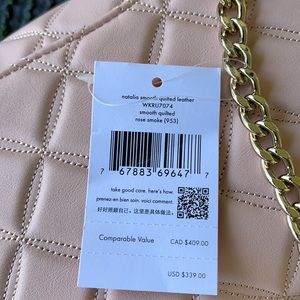 natalia smooth quilted leather
WKRU7074
smooth quilted
rose smoke (953)
7 67883 69647 7
take good care. here's how.
prenez-en bien soin. voici comment.
好好照顾自己。这里是具体做法。
Comparable Value
CAD $409.00
USD $339.00